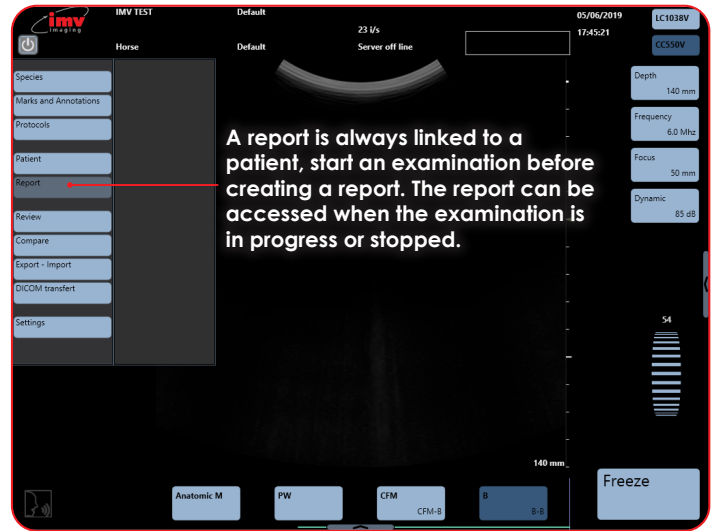 imv
imaging
IMV TEST
Default
23 i/s
05/06/2019
LC1038V
Horse
Default
Server off line
17:45:21
CC550V
Species
Marks and Annotations
Protocols
Patient
Report
Review
Compare
Export - Import
DICOM transfert
Settings
A report is always linked to a
patient, start an examination before
creating a report. The report can be
accessed when the examination is
in progress or stopped.
Depth
140 mm
Frequency
6.0 Mhz
Focus
50 mm
Dynamic
85 dB
54
140 mm
Anatomic M
PW
CFM
CFM-B
B
B-B
Freeze